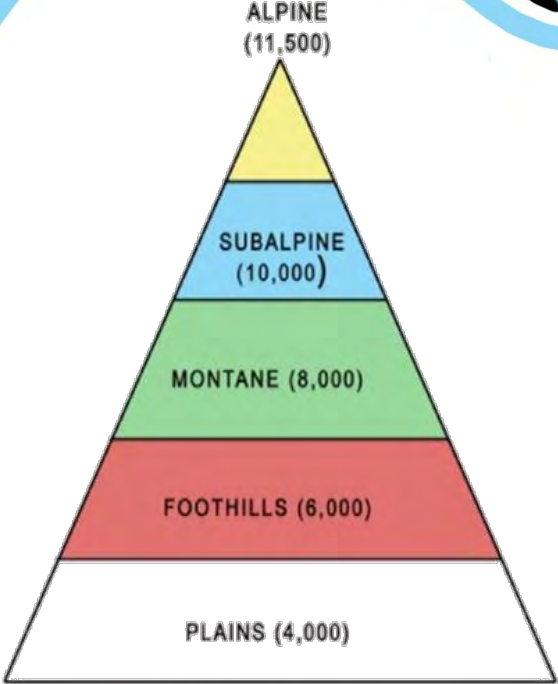 ALPINE
(11,500)
SUBALPINE
(10,000)
MONTANE (8,000)
FOOTHILLS (6,000)
PLAINS (4,000)